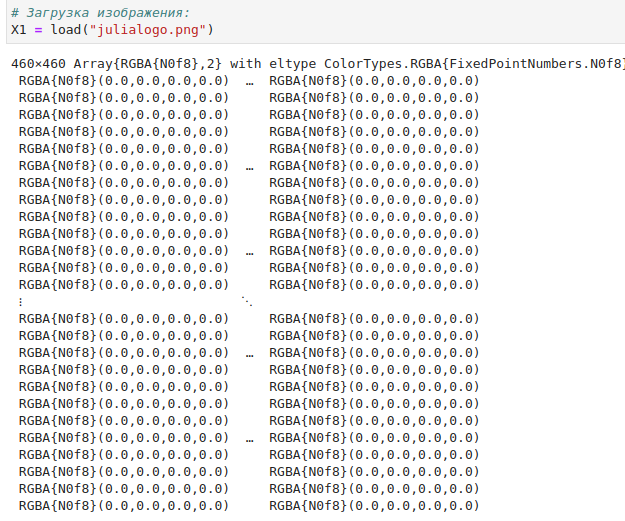 # Загрузка изображения:
X1 = load("julialogo.png")
460×460 Array{RGBA{N0f8},2} with eltype ColorTypes.RGBA{FixedPointNumbers.N0f8}
RGBA{N0f8}(0.0,0.0,0.0,0.0) … RGBA{N0f8}(0.0,0.0,0.0,0.0)
RGBA{N0f8}(0.0,0.0,0.0,0.0) RGBA{N0f8}(0.0,0.0,0.0,0.0)
RGBA{N0f8}(0.0,0.0,0.0,0.0) RGBA{N0f8}(0.0,0.0,0.0,0.0)
RGBA{N0f8}(0.0,0.0,0.0,0.0) RGBA{N0f8}(0.0,0.0,0.0,0.0)
RGBA{N0f8}(0.0,0.0,0.0,0.0) RGBA{N0f8}(0.0,0.0,0.0,0.0)
RGBA{N0f8}(0.0,0.0,0.0,0.0) … RGBA{N0f8}(0.0,0.0,0.0,0.0)
RGBA{N0f8}(0.0,0.0,0.0,0.0) RGBA{N0f8}(0.0,0.0,0.0,0.0)
RGBA{N0f8}(0.0,0.0,0.0,0.0) RGBA{N0f8}(0.0,0.0,0.0,0.0)
RGBA{N0f8}(0.0,0.0,0.0,0.0) RGBA{N0f8}(0.0,0.0,0.0,0.0)
RGBA{N0f8}(0.0,0.0,0.0,0.0) RGBA{N0f8}(0.0,0.0,0.0,0.0)
RGBA{N0f8}(0.0,0.0,0.0,0.0) … RGBA{N0f8}(0.0,0.0,0.0,0.0)
RGBA{N0f8}(0.0,0.0,0.0,0.0) RGBA{N0f8}(0.0,0.0,0.0,0.0)
RGBA{N0f8}(0.0,0.0,0.0,0.0) RGBA{N0f8}(0.0,0.0,0.0,0.0)
⋮ ⋱
RGBA{N0f8}(0.0,0.0,0.0,0.0) RGBA{N0f8}(0.0,0.0,0.0,0.0)
RGBA{N0f8}(0.0,0.0,0.0,0.0) RGBA{N0f8}(0.0,0.0,0.0,0.0)
RGBA{N0f8}(0.0,0.0,0.0,0.0) … RGBA{N0f8}(0.0,0.0,0.0,0.0)
RGBA{N0f8}(0.0,0.0,0.0,0.0) RGBA{N0f8}(0.0,0.0,0.0,0.0)
RGBA{N0f8}(0.0,0.0,0.0,0.0) RGBA{N0f8}(0.0,0.0,0.0,0.0)
RGBA{N0f8}(0.0,0.0,0.0,0.0) RGBA{N0f8}(0.0,0.0,0.0,0.0)
RGBA{N0f8}(0.0,0.0,0.0,0.0) RGBA{N0f8}(0.0,0.0,0.0,0.0)
RGBA{N0f8}(0.0,0.0,0.0,0.0) … RGBA{N0f8}(0.0,0.0,0.0,0.0)
RGBA{N0f8}(0.0,0.0,0.0,0.0) RGBA{N0f8}(0.0,0.0,0.0,0.0)
RGBA{N0f8}(0.0,0.0,0.0,0.0) RGBA{N0f8}(0.0,0.0,0.0,0.0)
RGBA{N0f8}(0.0,0.0,0.0,0.0) RGBA{N0f8}(0.0,0.0,0.0,0.0)
RGBA{N0f8}(0.0,0.0,0.0,0.0) RGBA{N0f8}(0.0,0.0,0.0,0.0)